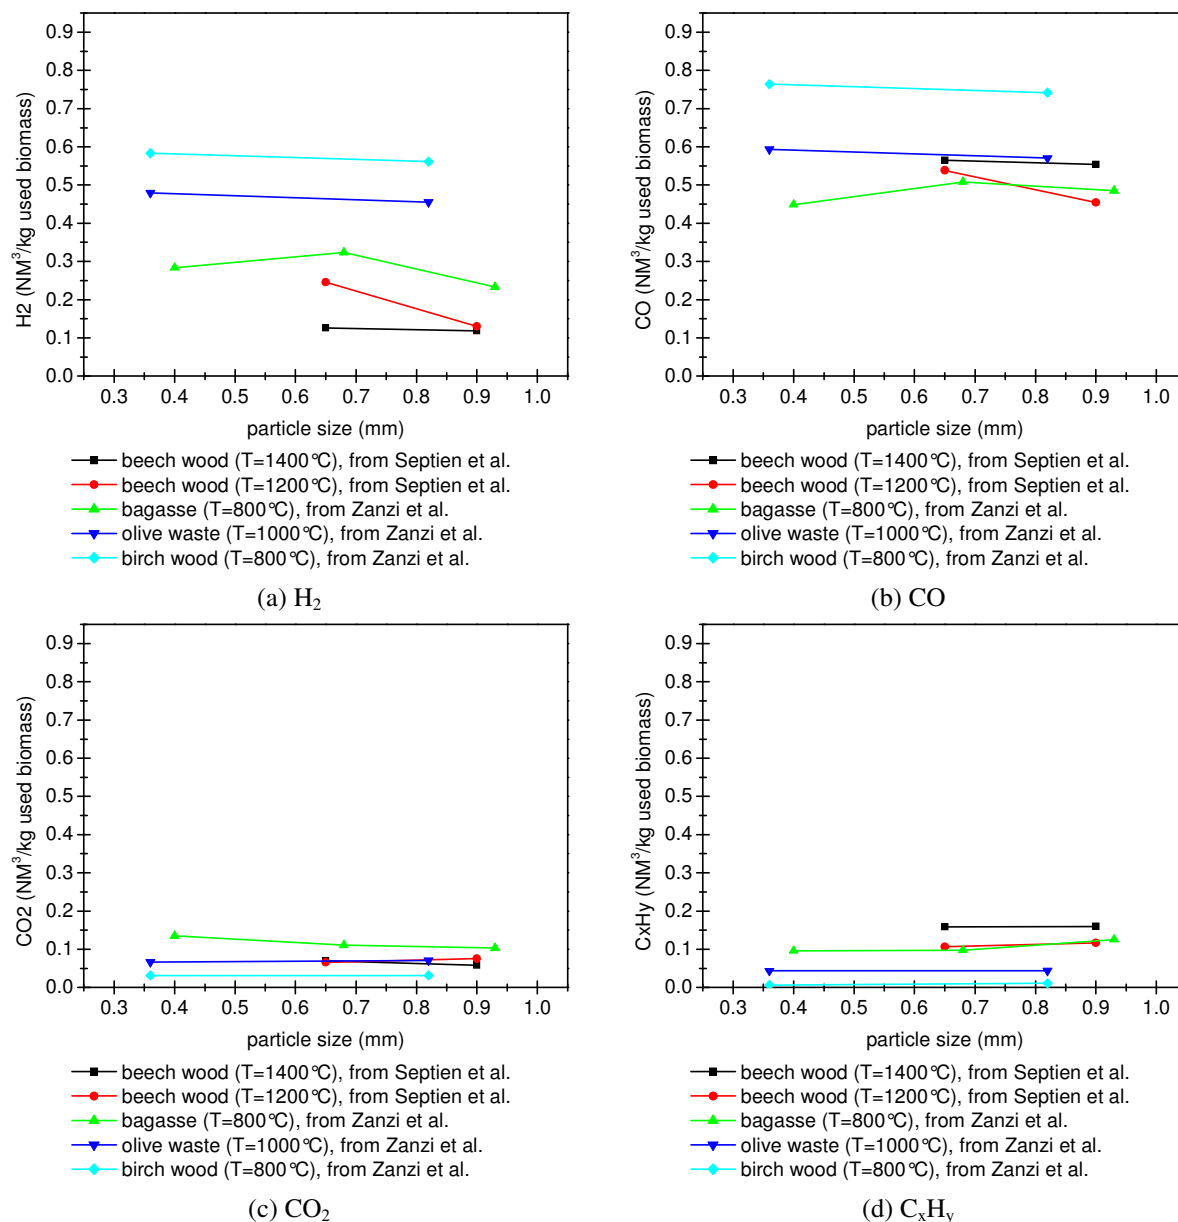 0.9
0.8
0.7
0.6
0.5
0.4
0.3
0.2
0.1
0.0
H2 (NM³/kg used biomass)
0.3 0.4 0.5 0.6 0.7 0.8 0.9 1.0
particle size (mm)
beech wood (T=1400°C), from Septien et al.
beech wood (T=1200°C), from Septien et al.
bagasse (T=800°C), from Zanzi et al.
olive waste (T=1000°C), from Zanzi et al.
birch wood (T=800°C), from Zanzi et al.
(a) H₂
0.9
0.8
0.7
0.6
0.5
0.4
0.3
0.2
0.1
0.0
CO (NM³/kg used biomass)
0.3 0.4 0.5 0.6 0.7 0.8 0.9 1.0
particle size (mm)
beech wood (T=1400°C), from Septien et al.
beech wood (T=1200°C), from Septien et al.
bagasse (T=800°C), from Zanzi et al.
olive waste (T=1000°C), from Zanzi et al.
birch wood (T=800°C), from Zanzi et al.
(b) CO
0.9
0.8
0.7
0.6
0.5
0.4
0.3
0.2
0.1
0.0
CO2 (NM³/kg used biomass)
0.3 0.4 0.5 0.6 0.7 0.8 0.9 1.0
particle size (mm)
beech wood (T=1400°C), from Septien et al.
beech wood (T=1200°C), from Septien et al.
bagasse (T=800°C), from Zanzi et al.
olive waste (T=1000°C), from Zanzi et al.
birch wood (T=800°C), from Zanzi et al.
(c) CO₂
0.9
0.8
0.7
0.6
0.5
0.4
0.3
0.2
0.1
0.0
CxHy (NM³/kg used biomass)
0.3 0.4 0.5 0.6 0.7 0.8 0.9 1.0
particle size (mm)
beech wood (T=1400°C), from Septien et al.
beech wood (T=1200°C), from Septien et al.
bagasse (T=800°C), from Zanzi et al.
olive waste (T=1000°C), from Zanzi et al.
birch wood (T=800°C), from Zanzi et al.
(d) CₓHᵧ